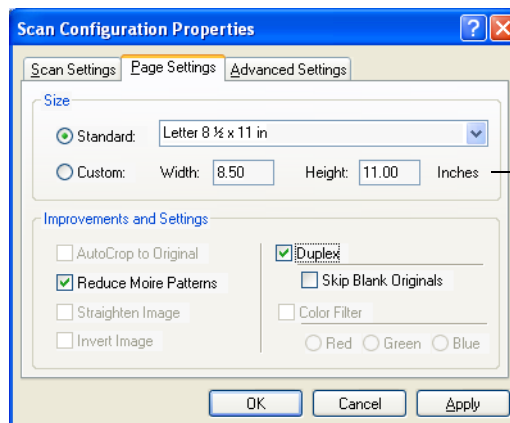 Scan Configuration Properties
Scan Settings Page Settings Advanced Settings
Size
Standard: Letter 8 ½ x 11 in
Custom: Width: 8.50 Height: 11.00 Inches
Improvements and Settings
AutoCrop to Original
Duplex
Reduce Moire Patterns
Skip Blank Originals
Straighten Image
Color Filter
Invert Image
Red Green Blue
OK Cancel Apply